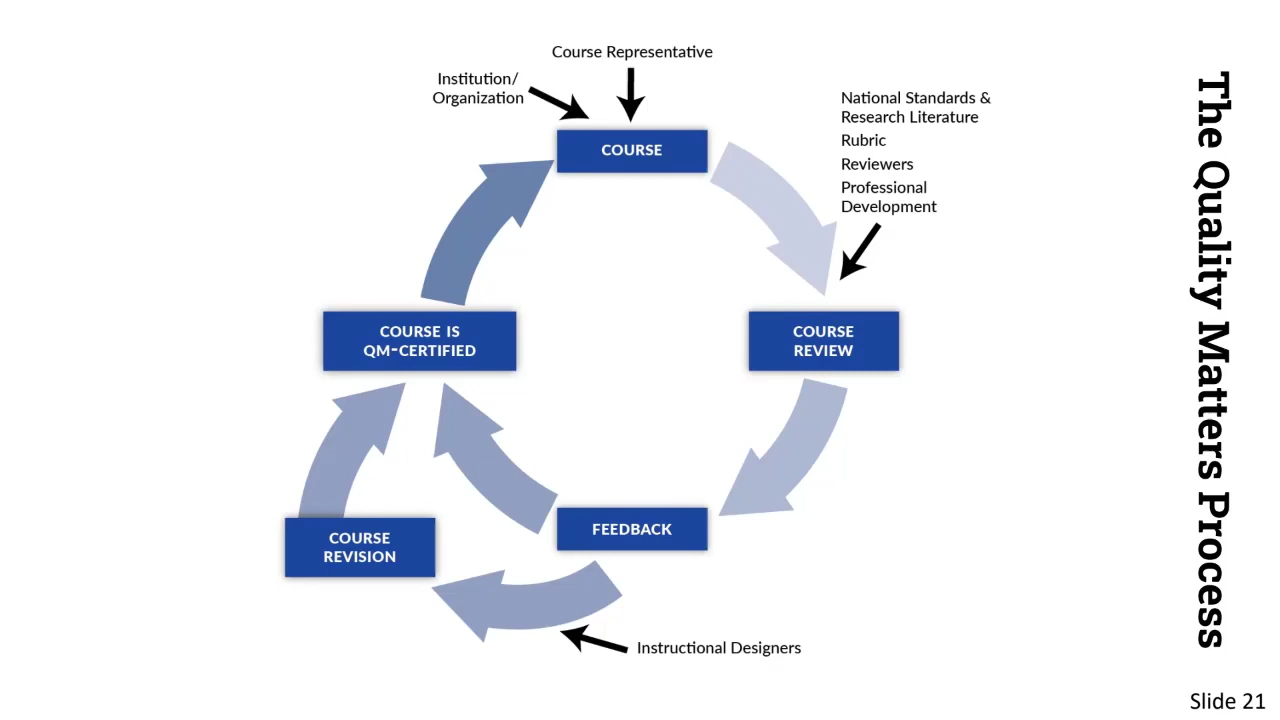 Course Representative
Institution/
Organization
National Standards &
Research Literature
Rubric
Reviewers
Professional
Development
COURSE
COURSE IS
QM-CERTIFIED
COURSE
REVIEW
COURSE
REVISION
FEEDBACK
Instructional Designers
The Quality Matters Process
Slide 21